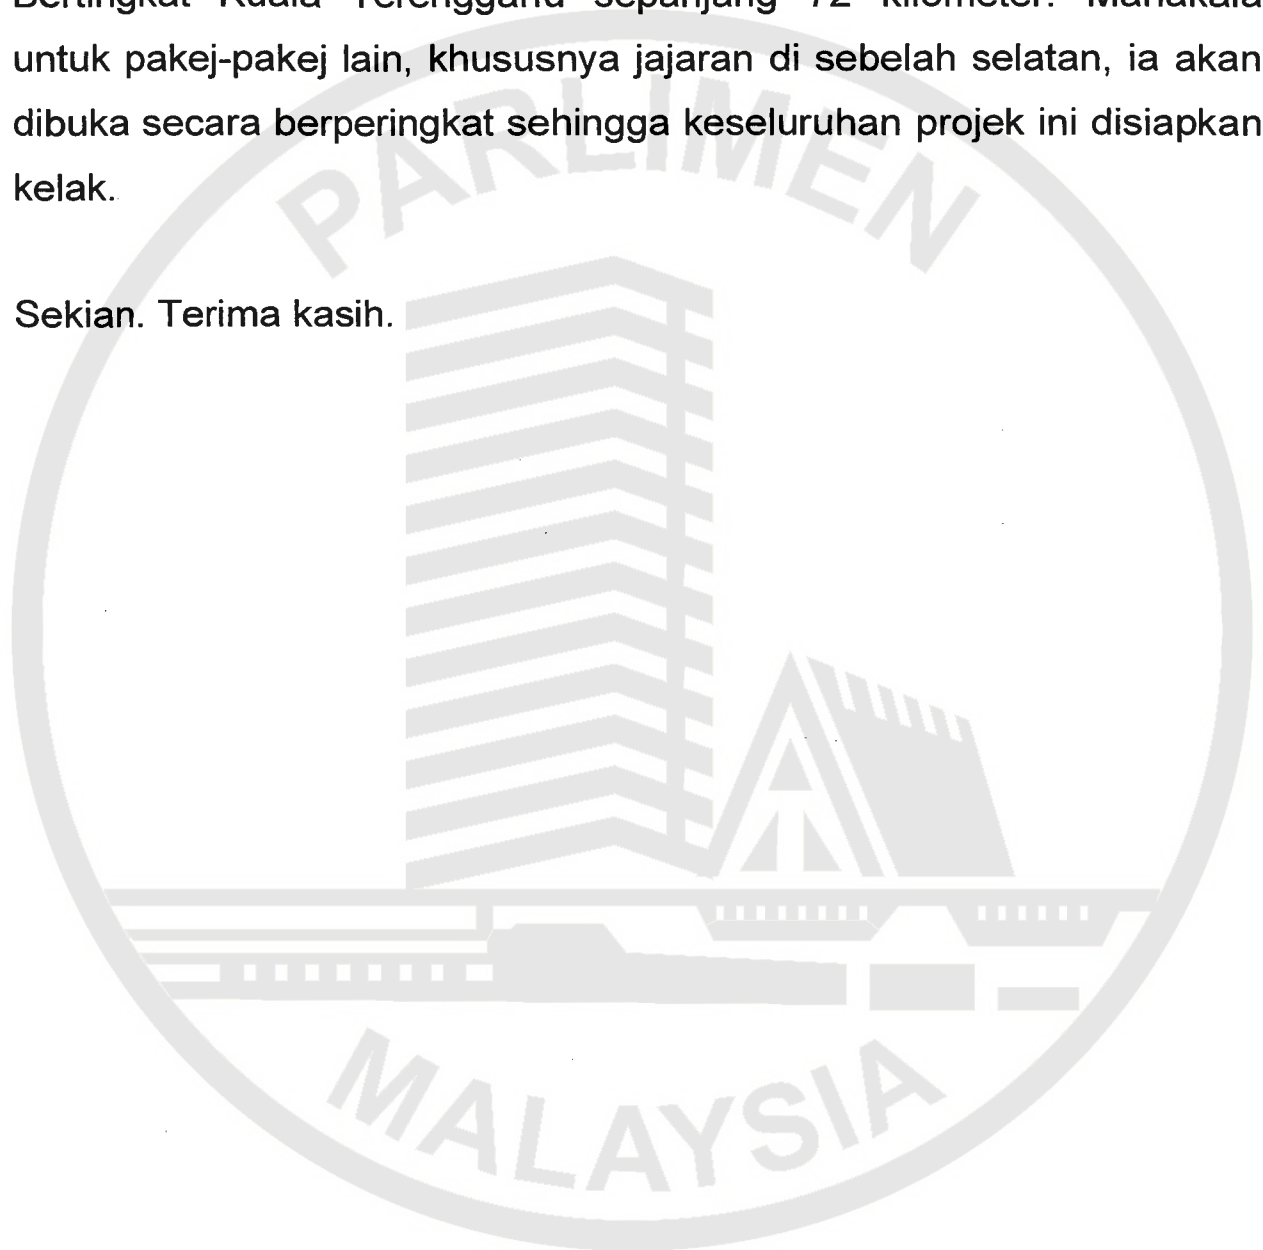 Bertingkat Kuala Terengganu sepanjang 72 kilometer. Manakala
untuk pakej-pakej lain, khususnya jajaran di sebelah selatan, ia akan
dibuka secara berperingkat sehingga keseluruhan projek ini disiapkan
kelak.
Sekian. Terima kasih.
PARLIMEN
MALAYSIA